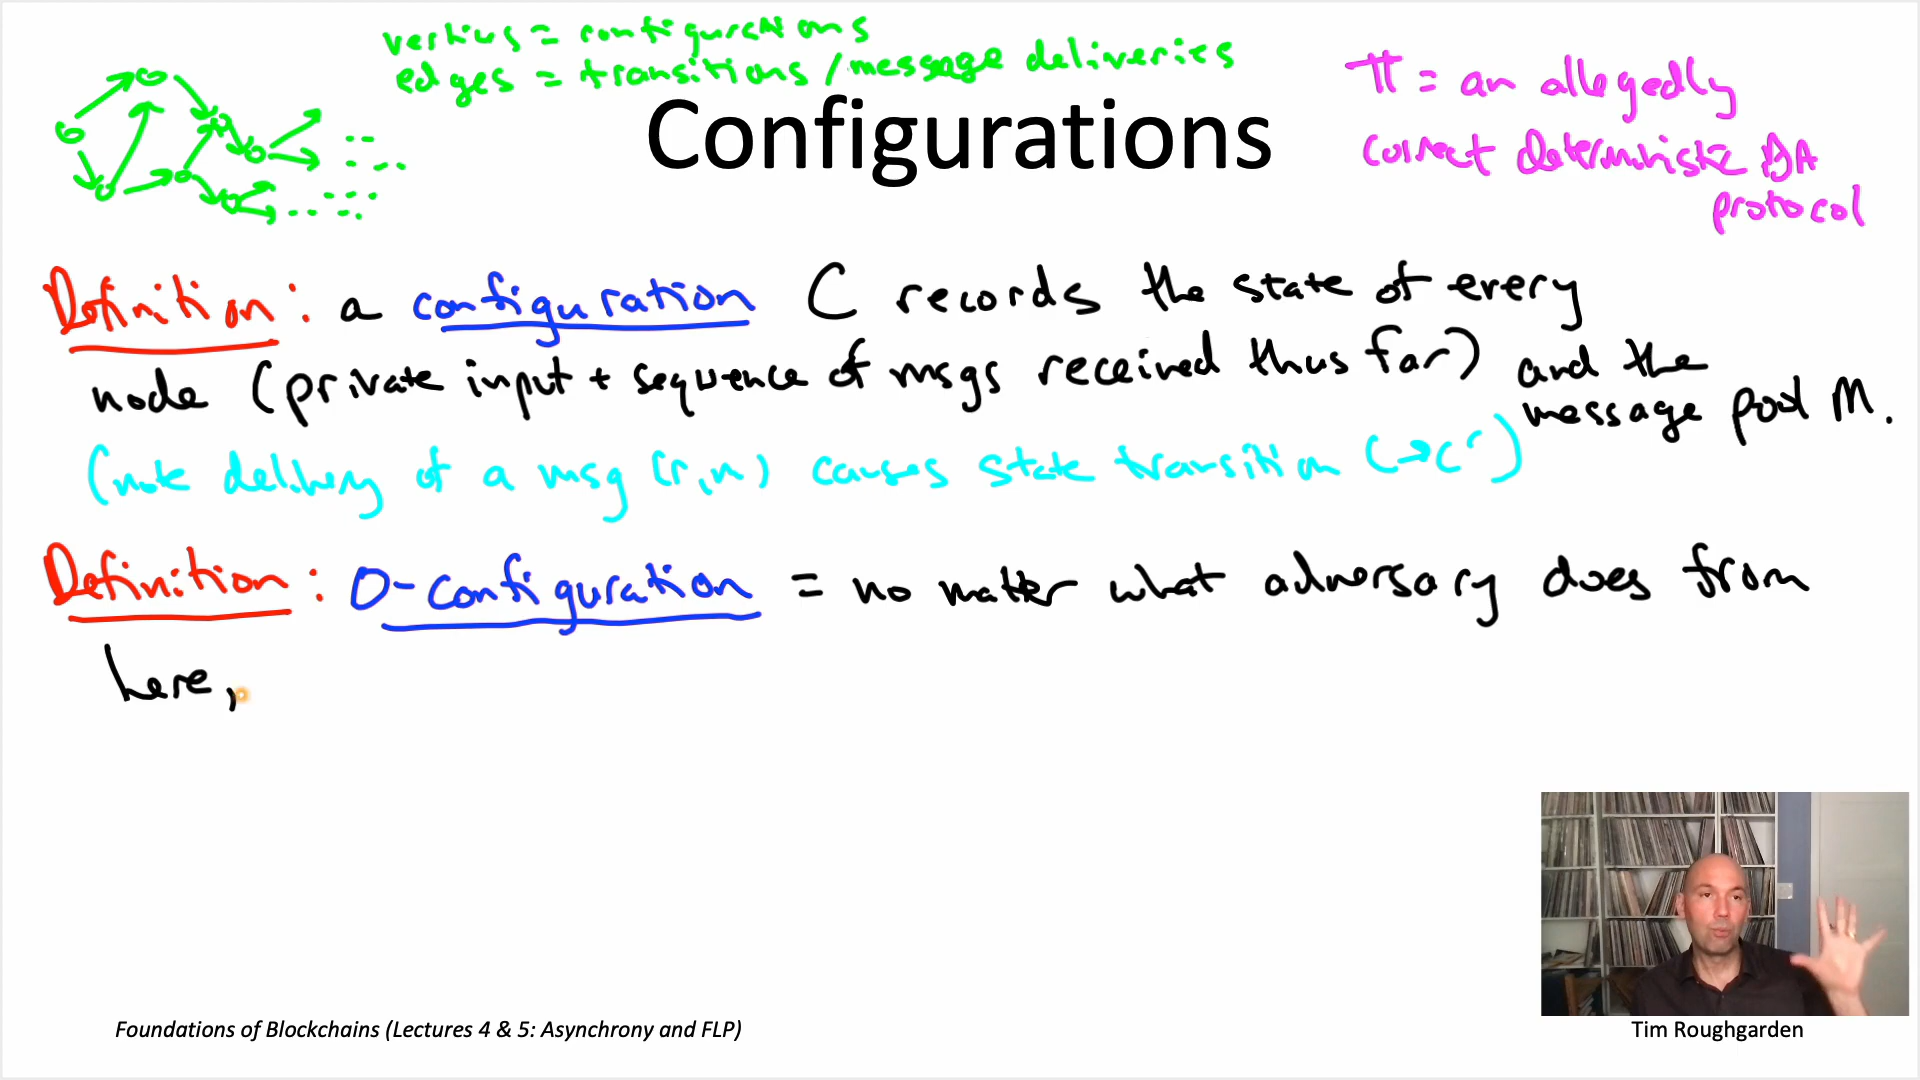 vertices = configurations
edges = transitions / message deliveries
π = an allegedly
correct deterministic BA
protocol
Configurations
Definition: a configuration C records the state of every
node (private input + sequence of msgs received thus far) and the
message pool M.
(note delivery of a msg (r,m) causes state transition C→C')
Definition: 0-configuration = no matter what adversary does from
here,
Foundations of Blockchains (Lectures 4 & 5: Asynchrony and FLP)
Tim Roughgarden